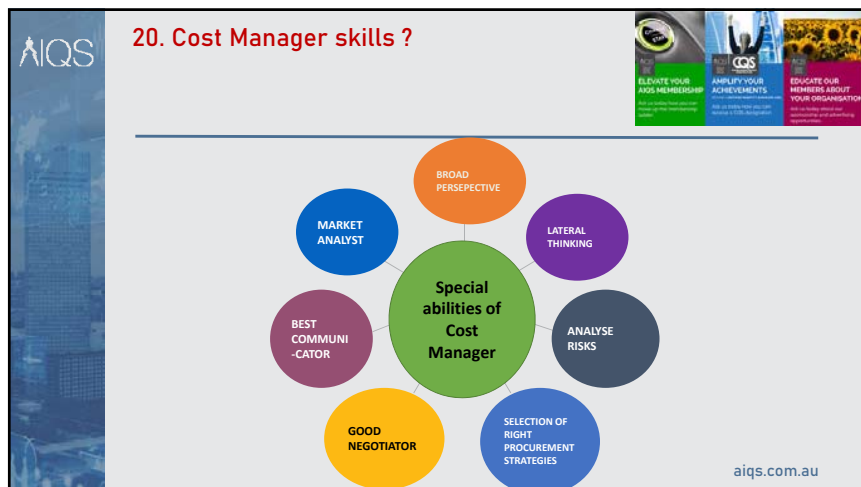 AIQS
20. Cost Manager skills ?
ELEVATE YOUR
AIQS MEMBERSHIP
AMPLIFY YOUR
ACHIEVEMENTS
EDUCATE OUR
MEMBERS ABOUT
YOUR ORGANISATION
CQS
BROAD
PERSEPECTIVE
MARKET
ANALYST
LATERAL
THINKING
Special
abilities of
Cost
Manager
BEST
COMMUNI
-CATOR
ANALYSE
RISKS
GOOD
NEGOTIATOR
SELECTION OF
RIGHT
PROCUREMENT
STRATEGIES
aiqs.com.au